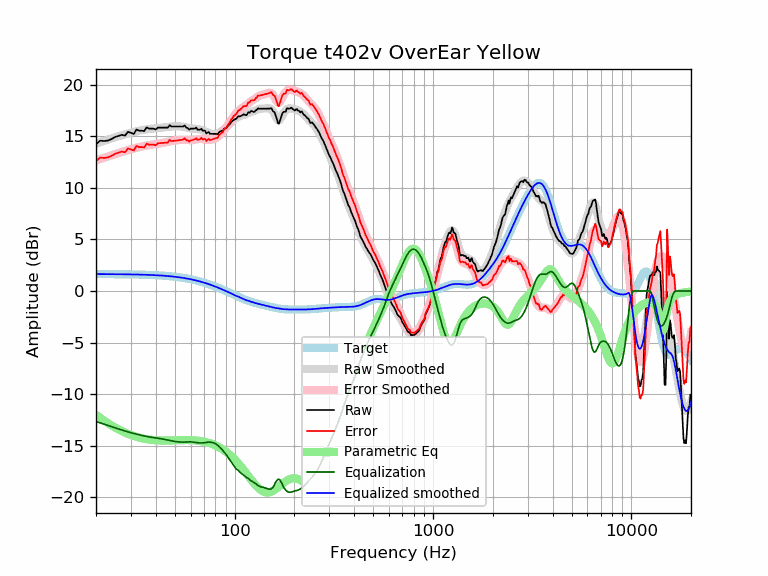 Torque t402v OverEar Yellow
Amplitude (dBr)
20
15
10
5
0
−5
−10
−15
−20
Target
Raw Smoothed
Error Smoothed
Raw
Error
Parametric Eq
Equalization
Equalized smoothed
100
1000
10000
Frequency (Hz)